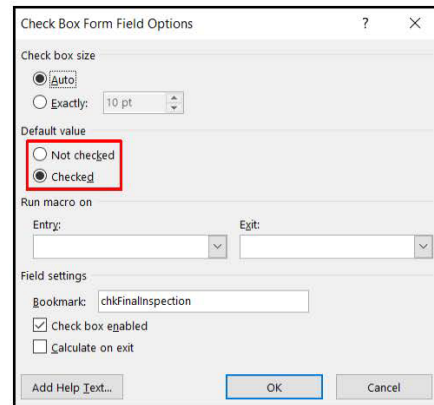 Check Box Form Field Options ? ×
Check box size
Auto
Exactly: 10 pt
Default value
Not checked
Checked
Run macro on
Entry: Exit:
Field settings
Bookmark: chkFinalInspection
Check box enabled
Calculate on exit
Add Help Text... OK Cancel